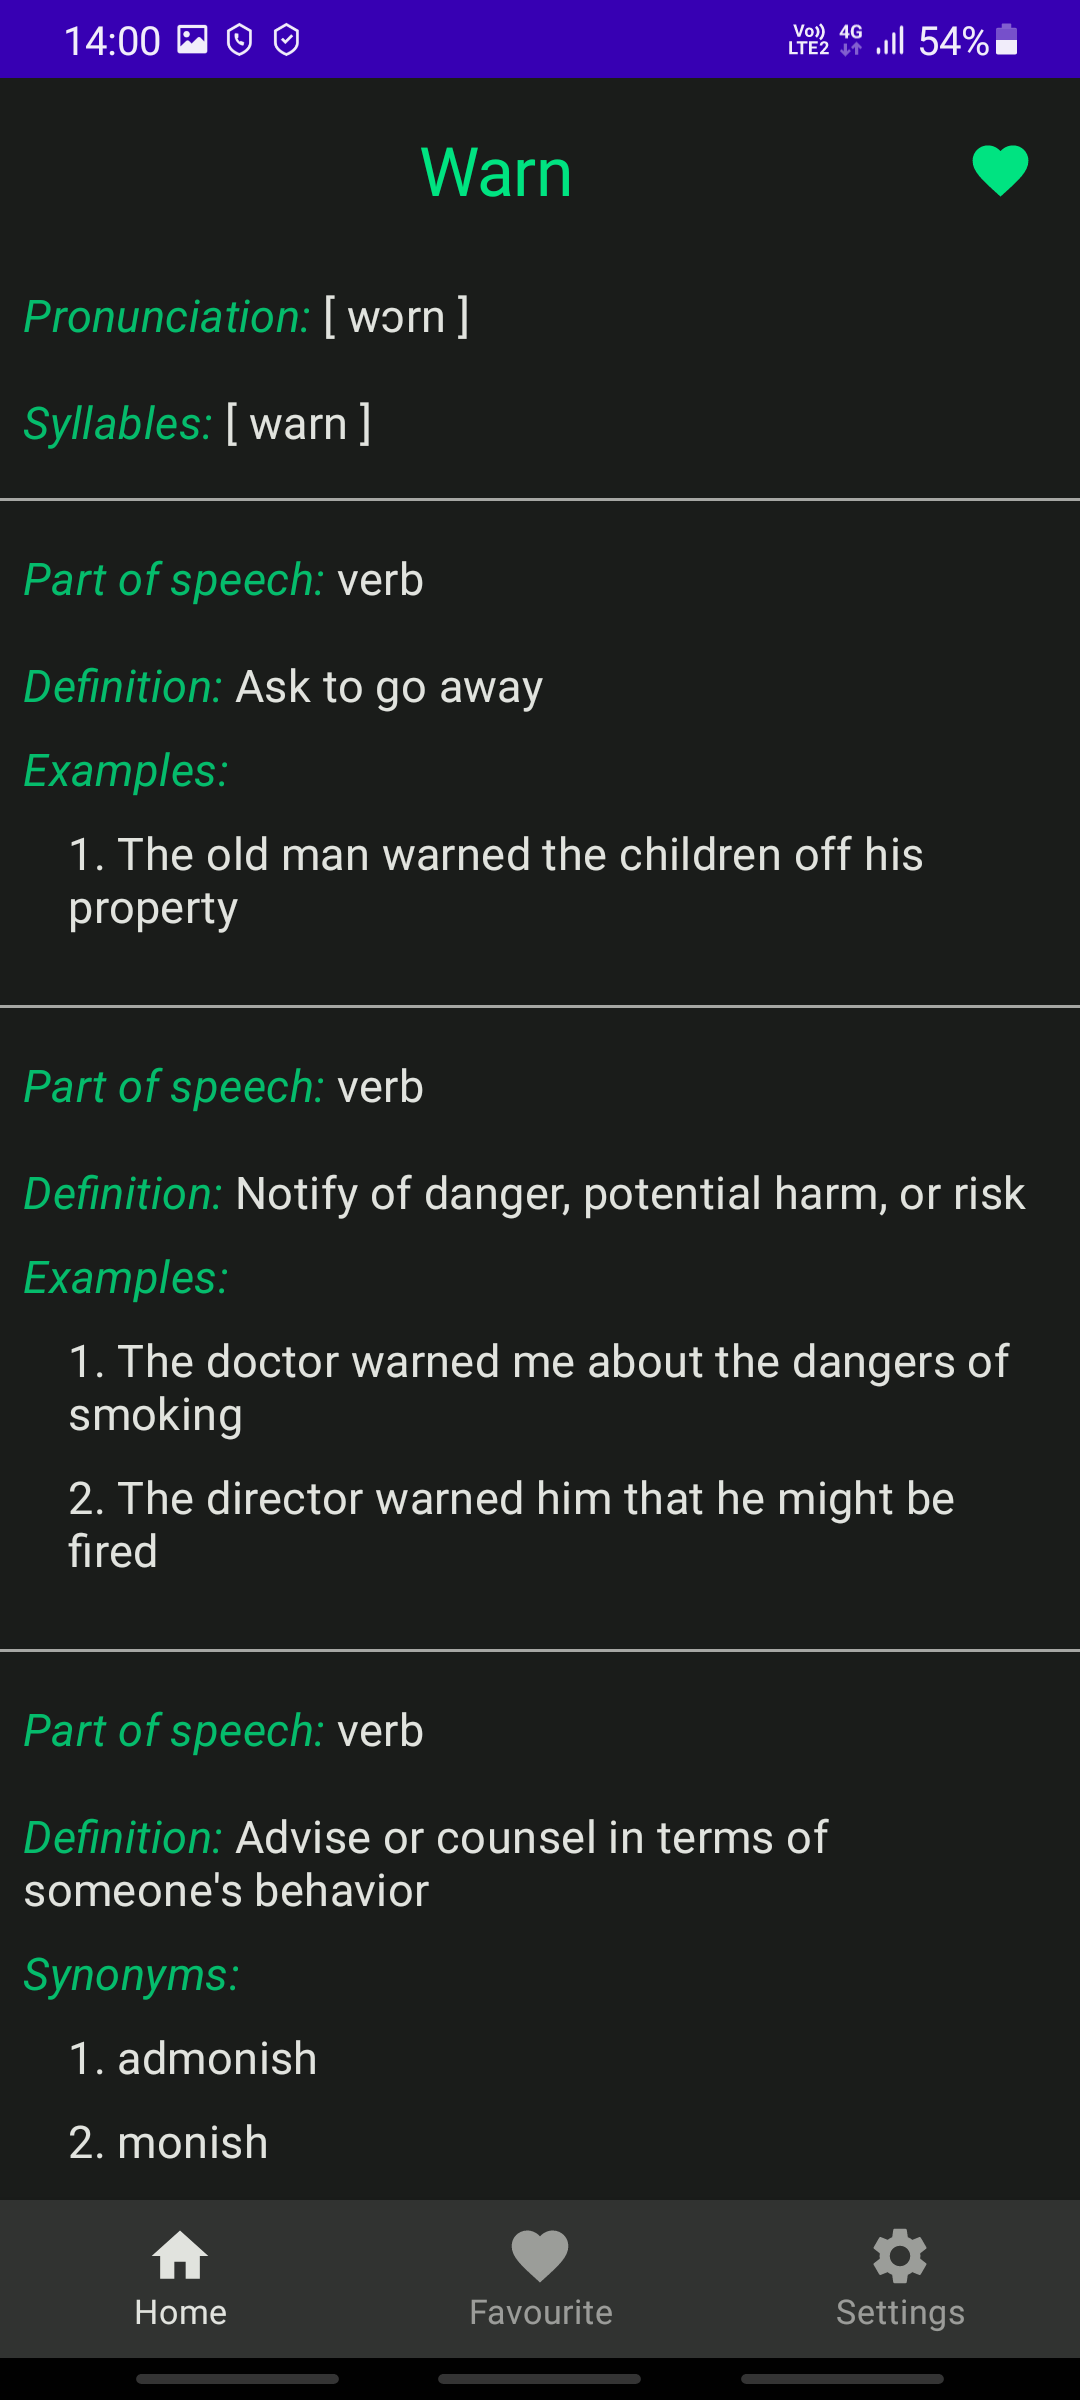 14:00
Vo)) LTE2 4G 54%
Warn
Pronunciation: [ wɔrn ]
Syllables: [ warn ]
Part of speech: verb
Definition: Ask to go away
Examples:
1. The old man warned the children off his
property
Part of speech: verb
Definition: Notify of danger, potential harm, or risk
Examples:
1. The doctor warned me about the dangers of
smoking
2. The director warned him that he might be
fired
Part of speech: verb
Definition: Advise or counsel in terms of
someone's behavior
Synonyms:
1. admonish
2. monish
Home Favourite Settings